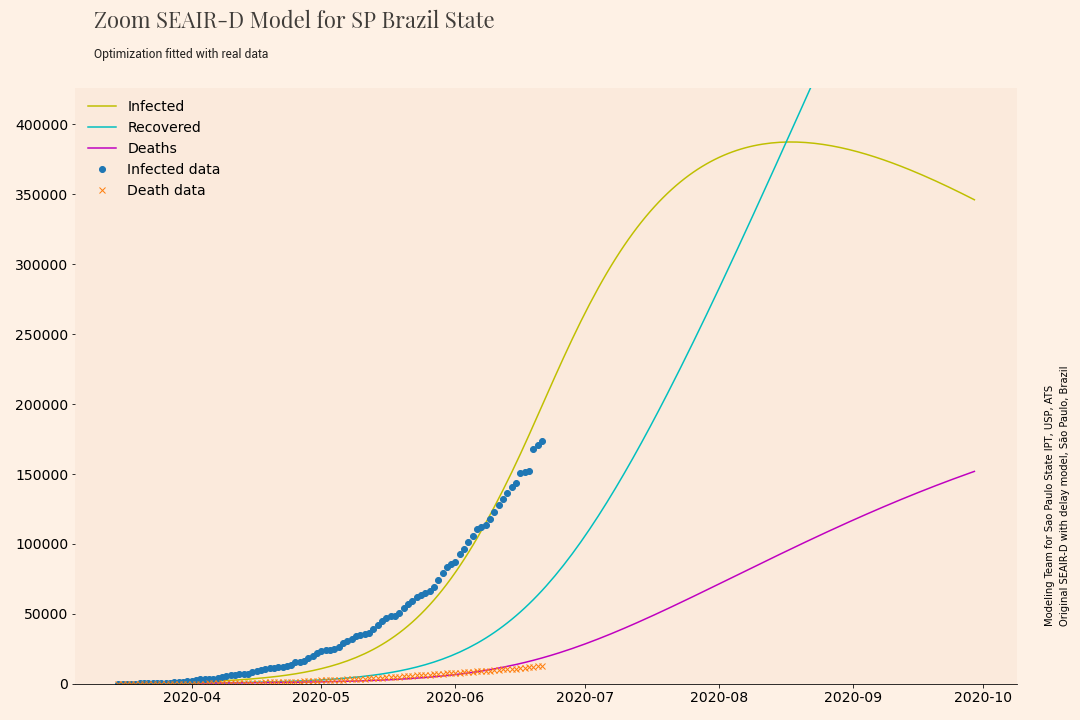 Zoom SEAIR-D Model for SP Brazil State
Optimization fitted with real data
Infected
Recovered
Deaths
Infected data
Death data
400000
350000
300000
250000
200000
150000
100000
50000
0
2020-04
2020-05
2020-06
2020-07
2020-08
2020-09
2020-10
Modeling Team for Sao Paulo State IPT, USP, ATS
Original SEAIR-D with delay model, São Paulo, Brazil